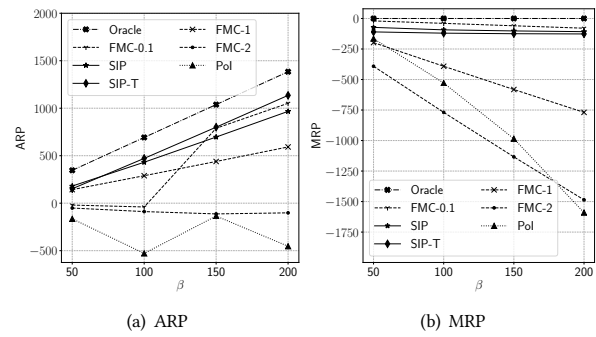 2000
1500
1000
500
0
−500
ARP
Oracle
FMC-0.1
SIP
SIP-T
FMC-1
FMC-2
PoI
50
100
150
200
β
(a) ARP
0
−250
−500
−750
−1000
−1250
−1500
−1750
MRP
Oracle
FMC-0.1
SIP
SIP-T
FMC-1
FMC-2
PoI
50
100
150
200
β
(b) MRP